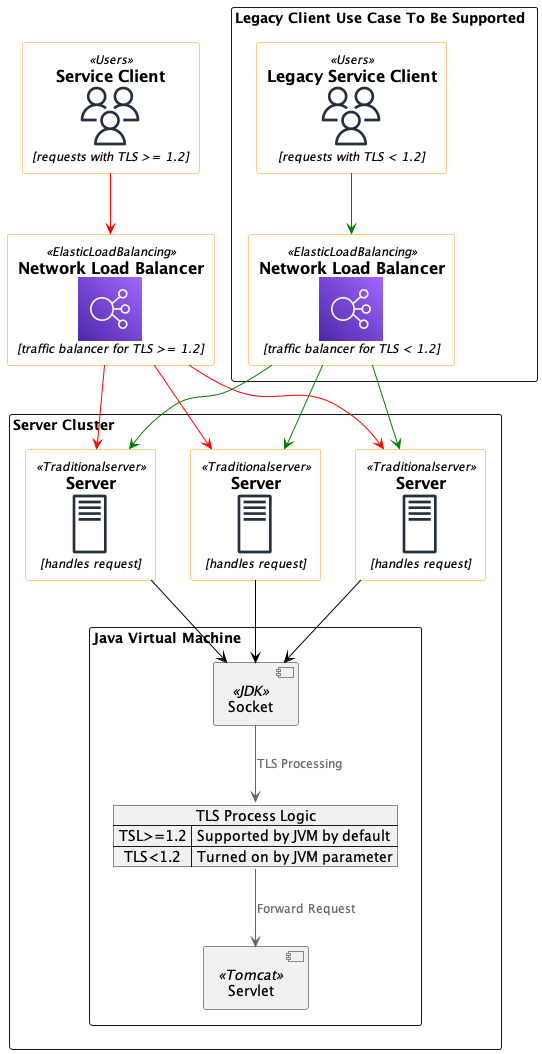 Legacy Client Use Case To Be Supported
«Users»
Service Client
[requests with TLS >= 1.2]
«Users»
Legacy Service Client
[requests with TLS < 1.2]
«ElasticLoadBalancing»
Network Load Balancer
[traffic balancer for TLS >= 1.2]
«ElasticLoadBalancing»
Network Load Balancer
[traffic balancer for TLS < 1.2]
Server Cluster
«Traditionalserver»
Server
[handles request]
«Traditionalserver»
Server
[handles request]
«Traditionalserver»
Server
[handles request]
Java Virtual Machine
«JDK»
Socket
TLS Processing
TLS Process Logic
TSL>=1.2 Supported by JVM by default
TLS<1.2 Turned on by JVM parameter
Forward Request
«Tomcat»
Servlet